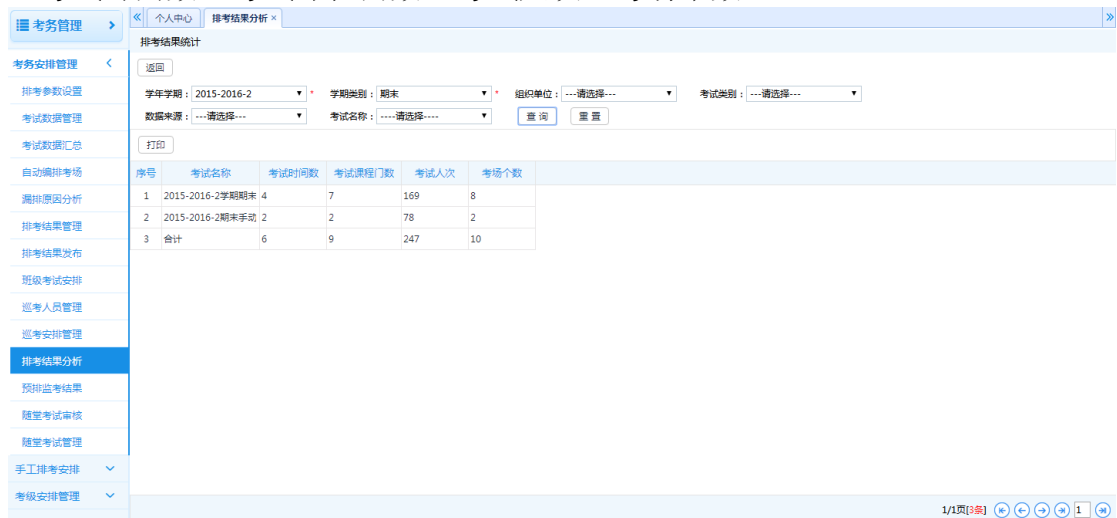 考务管理
个人中心 排考结果分析 ×
排考结果统计
考务安排管理
返回
排考参数设置
学年学期： 2015-2016-2 * 学期类别： 期末 * 组织单位： ---请选择--- 考试类别： ---请选择---
考试数据管理
数据来源： ---请选择--- 考试名称： ----请选择---- 查 询 重 置
考试数据汇总
打印
自动编排考场
序号 考试名称 考试时间数 考试课程门数 考试人次 考场个数
漏排原因分析
1 2015-2016-2学期期末 4 7 169 8
排考结果管理
2 2015-2016-2期末手动 2 2 78 2
排考结果发布
3 合计 6 9 247 10
班级考试安排
巡考人员管理
巡考安排管理
排考结果分析
预排监考结果
随堂考试审核
随堂考试管理
手工排考安排
考级安排管理
1/1页[3条] 1